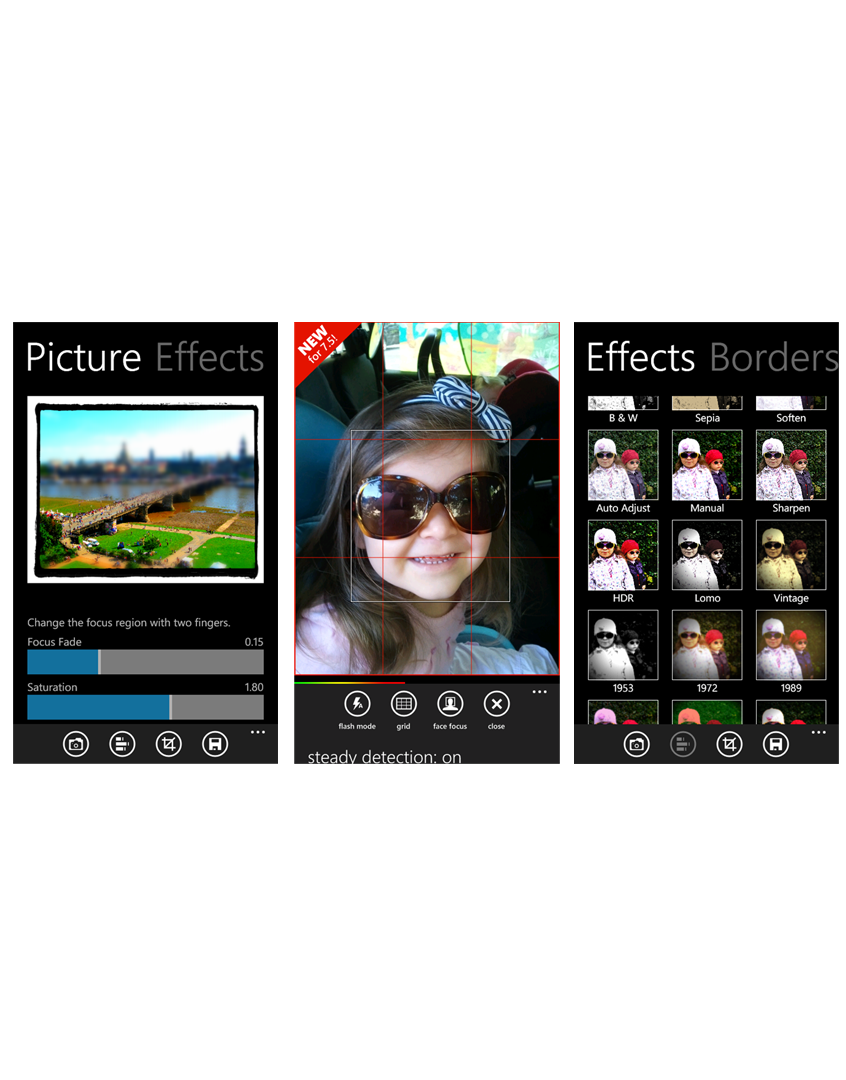 Picture Effects
Change the focus region with two fingers.
Focus Fade 0.15
Saturation 1.80
NEW
for 7.5!
flash mode grid face focus close
steady detection: on
Effects Borders
B & W Sepia Soften
Auto Adjust Manual Sharpen
HDR Lomo Vintage
1953 1972 1989